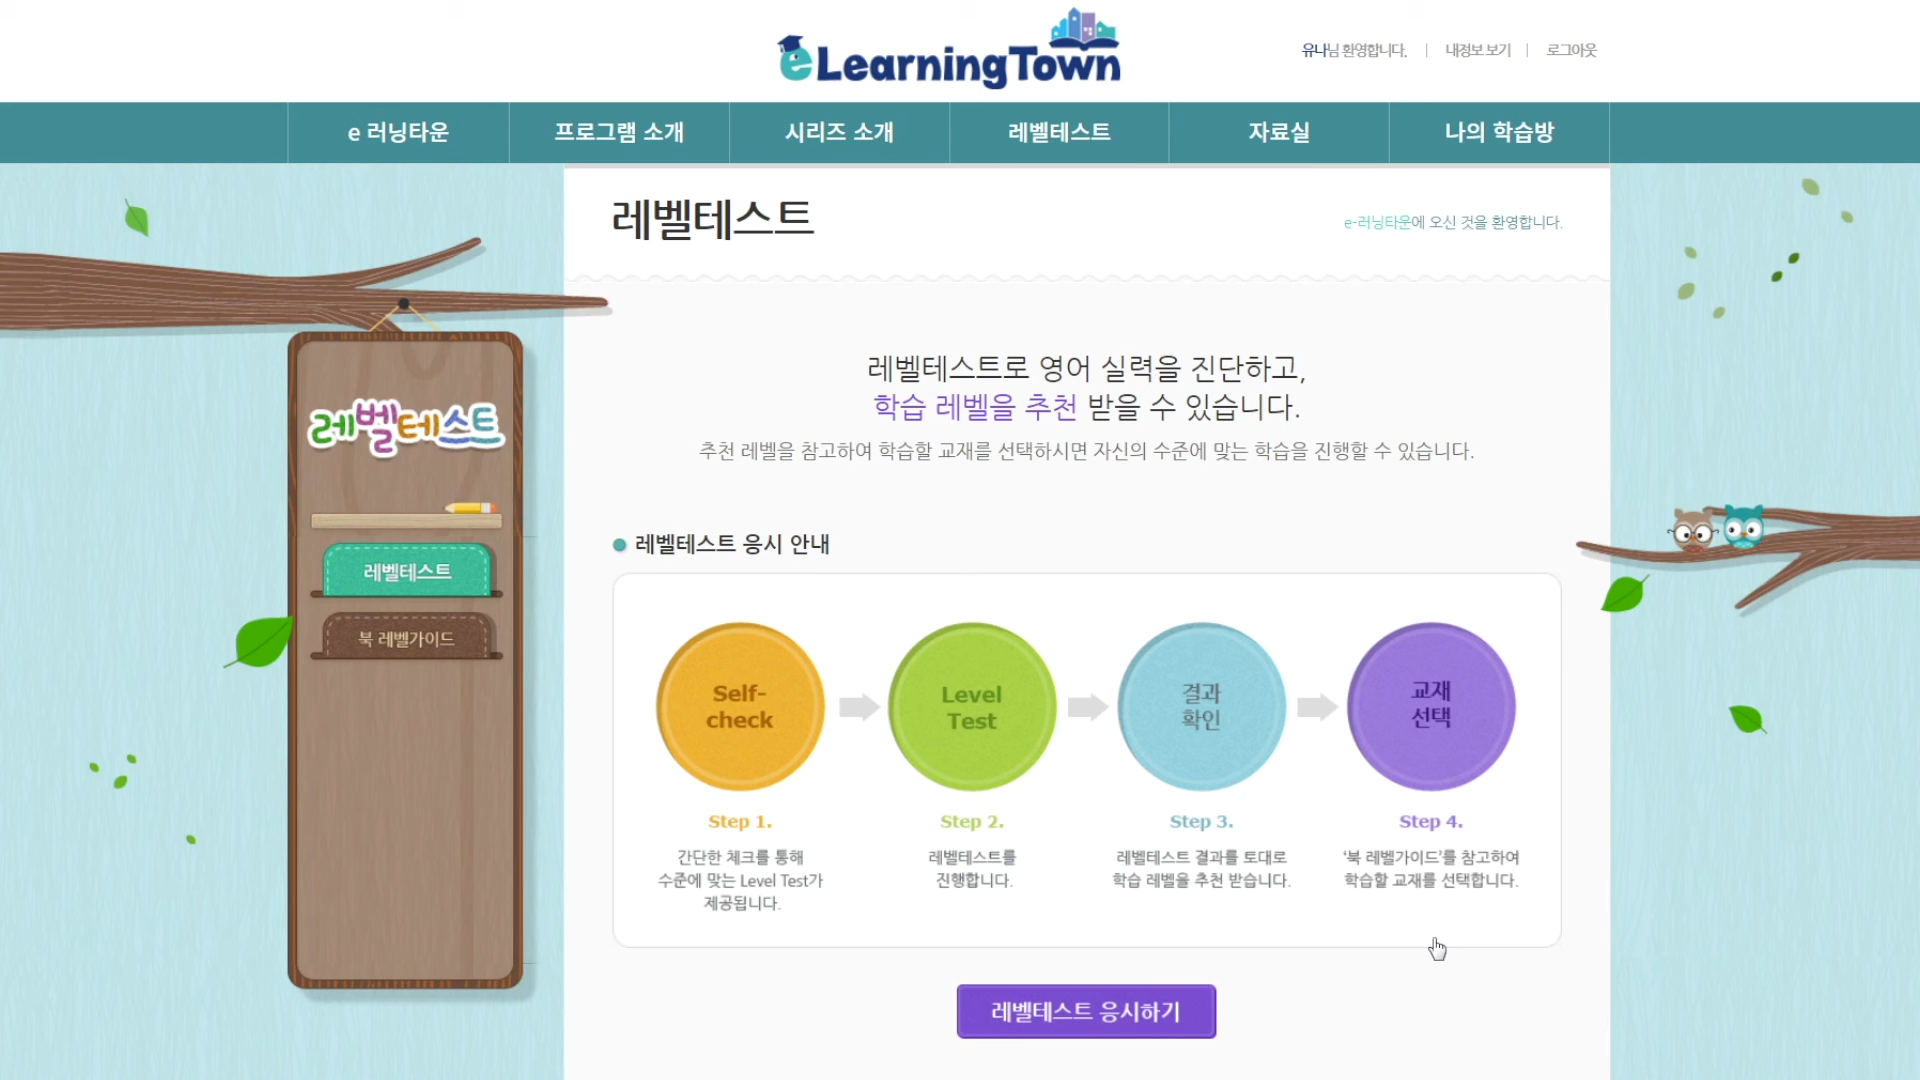 eLearningTown
유나님 환영합니다. | 내정보 보기 | 로그아웃
e 러닝타운 프로그램 소개 시리즈 소개 레벨테스트 자료실 나의 학습방
레벨테스트
e-러닝타운에 오신 것을 환영합니다.
레벨테스트
레벨테스트
북 레벨가이드
레벨테스트로 영어 실력을 진단하고,
학습 레벨을 추천 받을 수 있습니다.
추천 레벨을 참고하여 학습할 교재를 선택하시면 자신의 수준에 맞는 학습을 진행할 수 있습니다.
레벨테스트 응시 안내
Self-
check
Step 1.
간단한 체크를 통해
수준에 맞는 Level Test가
제공됩니다.
Level
Test
Step 2.
레벨테스트를
진행합니다.
결과
확인
Step 3.
레벨테스트 결과를 토대로
학습 레벨을 추천 받습니다.
교재
선택
Step 4.
‘북 레벨가이드’를 참고하여
학습할 교재를 선택합니다.
레벨테스트 응시하기